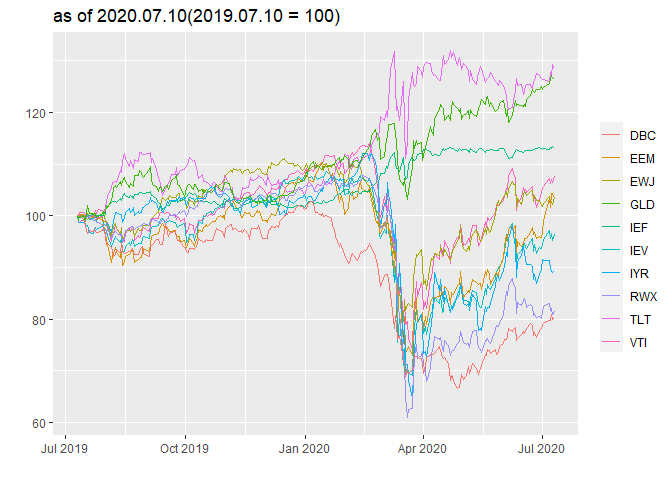 as of 2020.07.10(2019.07.10 = 100)
120
100
80
60
Jul 2019
Oct 2019
Jan 2020
Apr 2020
Jul 2020
DBC
EEM
EWJ
GLD
IEF
IEV
IYR
RWX
TLT
VTI